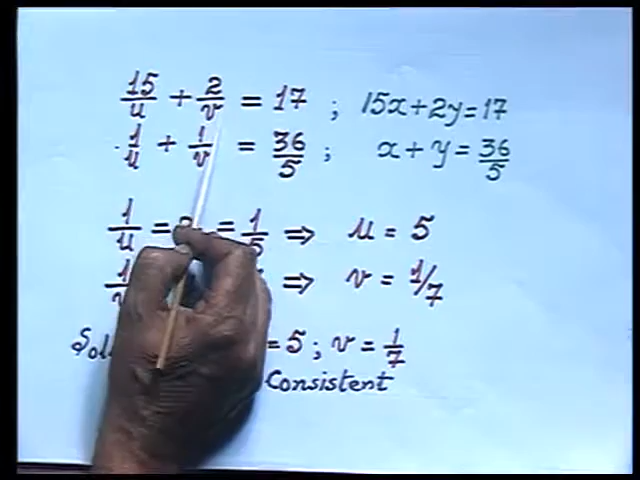 15/u + 2/v = 17 ; 15x + 2y = 17
1/u + 1/v = 36/5 ; x + y = 36/5
1/u = = 1/5 ⇒ u = 5
⇒ v = 1/7
= 5 ; v = 1/7
Consistent